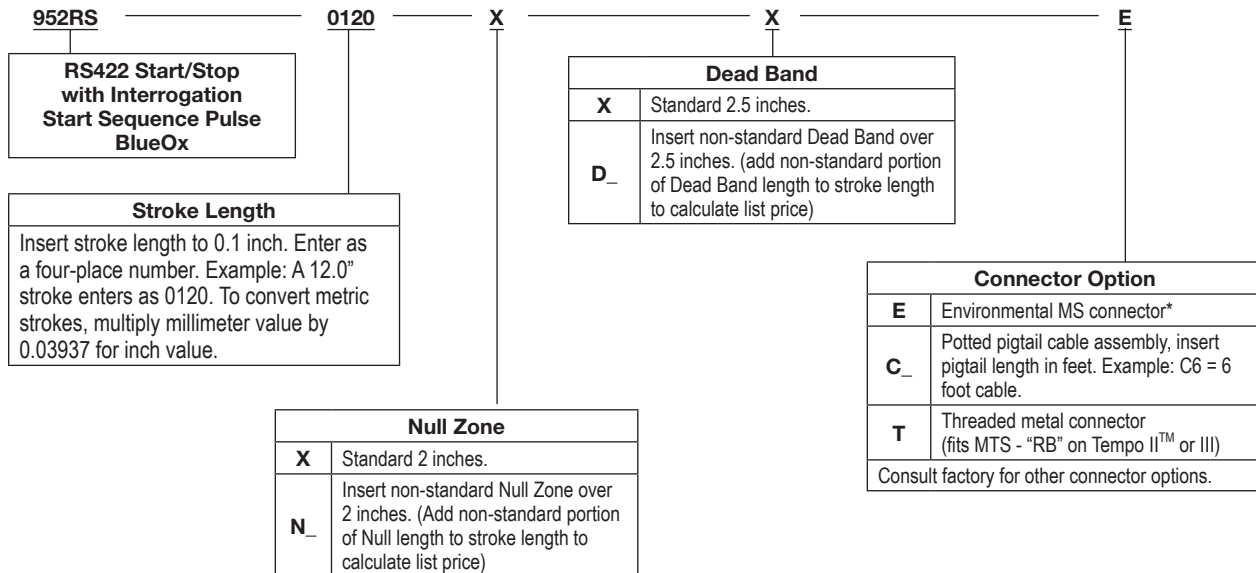 952RS 0120 X X E
RS422 Start/Stop
with Interrogation
Start Sequence Pulse
BlueOx
Stroke Length
Insert stroke length to 0.1 inch. Enter as
a four-place number. Example: A 12.0”
stroke enters as 0120. To convert metric
strokes, multiply millimeter value by
0.03937 for inch value.
Null Zone
X Standard 2 inches.
N_ Insert non-standard Null Zone over
2 inches. (Add non-standard portion
of Null length to stroke length to
calculate list price)
Dead Band
X Standard 2.5 inches.
D_ Insert non-standard Dead Band over
2.5 inches. (add non-standard portion
of Dead Band length to stroke length
to calculate list price)
Connector Option
E Environmental MS connector*
C_ Potted pigtail cable assembly, insert
pigtail length in feet. Example: C6 = 6
foot cable.
T Threaded metal connector
(fits MTS - “RB” on Tempo II™ or III)
Consult factory for other connector options.